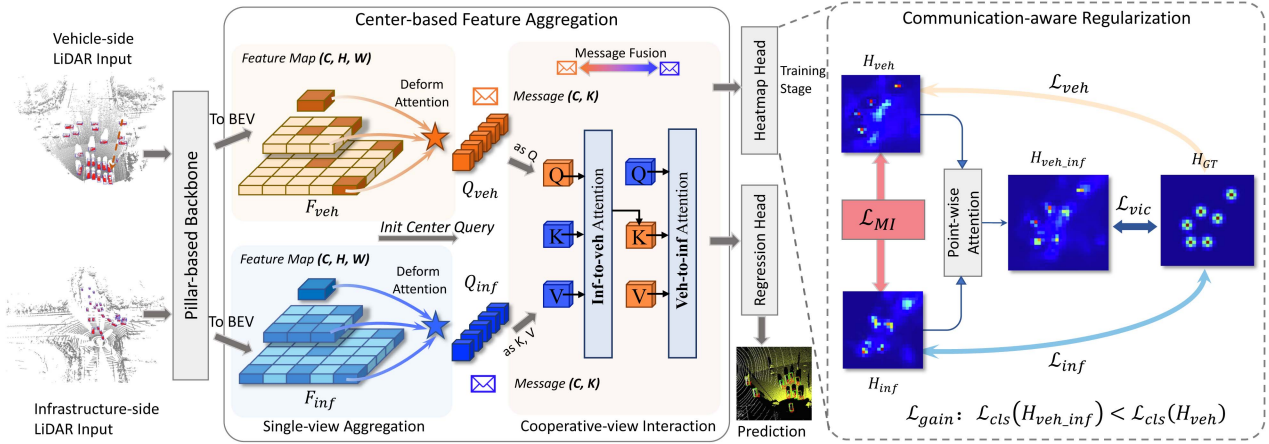 Vehicle-side
LiDAR Input
Infrastructure-side
LiDAR Input
Pillar-based Backbone
To BEV
To BEV
Center-based Feature Aggregation
Feature Map (C, H, W)
Deform
Attention
F_veh
Q_veh
Message (C, K)
Init Center Query
Feature Map (C, H, W)
Deform
Attention
F_inf
Q_inf
Message (C, K)
Single-view Aggregation
Message Fusion
as Q
as K, V
Q
K
V
Inf-to-veh Attention
Q
K
V
Veh-to-inf Attention
Cooperative-view Interaction
Heatmap Head
Training
Stage
Regression Head
Prediction
Communication-aware Regularization
H_veh
ℒ_veh
ℒ_MI
Point-wise
Attention
H_veh_inf
ℒ_vic
H_GT
H_inf
ℒ_inf
ℒ_gain: ℒ_cls(H_veh_inf) < ℒ_cls(H_veh)